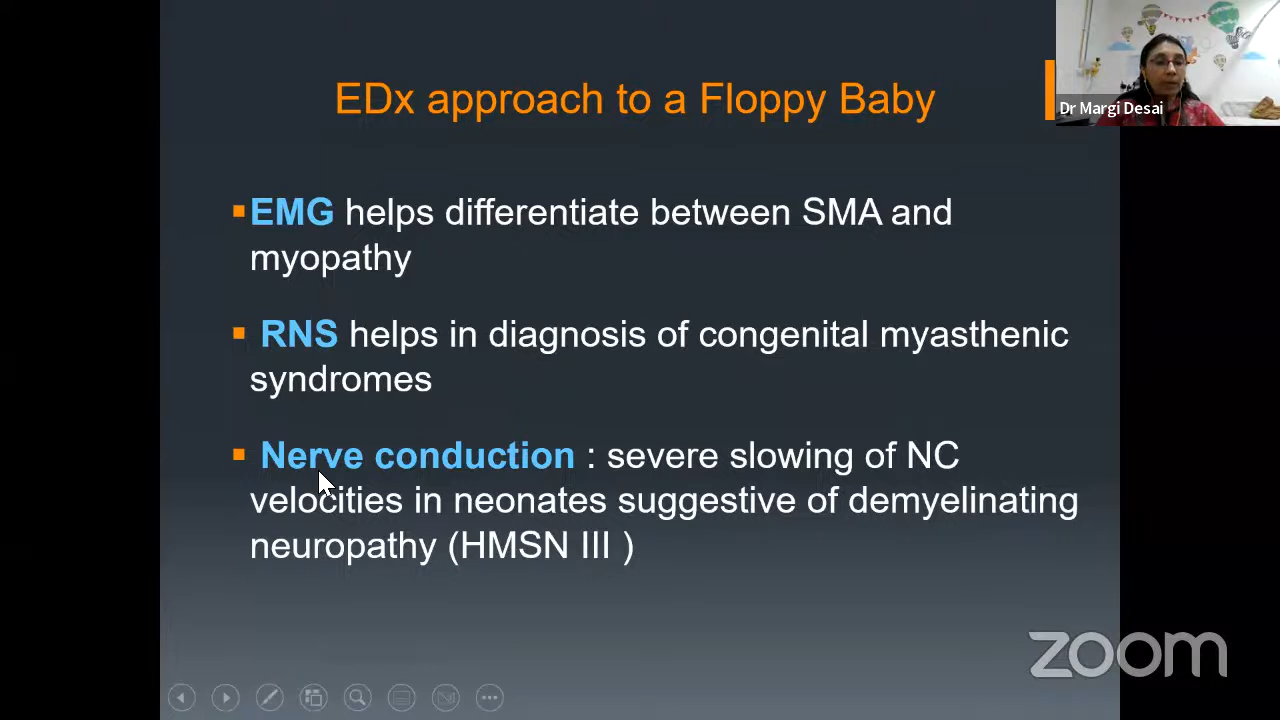 EDx approach to a Floppy Baby
Dr Margi Desai
EMG helps differentiate between SMA and
myopathy
RNS helps in diagnosis of congenital myasthenic
syndromes
Nerve conduction : severe slowing of NC
velocities in neonates suggestive of demyelinating
neuropathy (HMSN III )
zoom